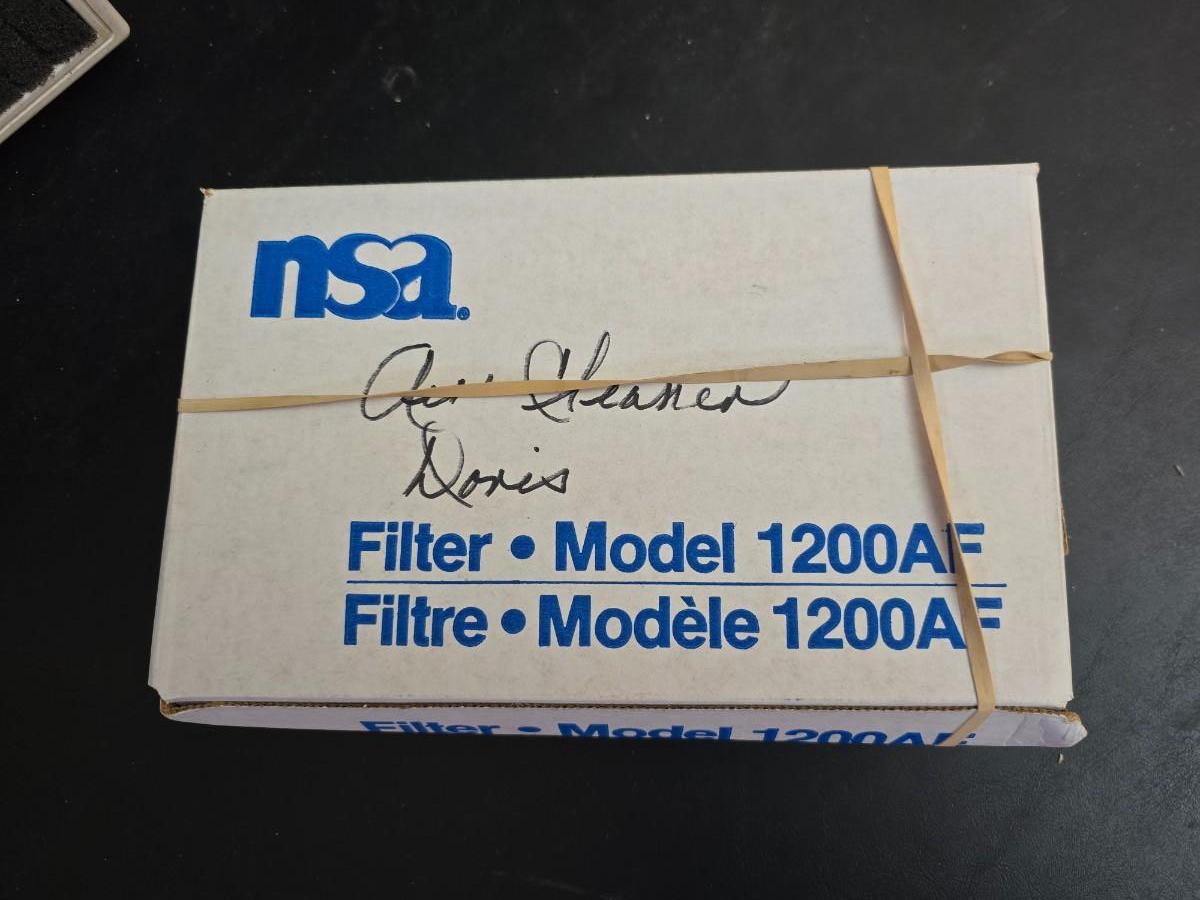 nsa®
Air Cleaner
Doris
Filter • Model 1200AF
Filtre • Modèle 1200AF
Filter • Model 1200AF